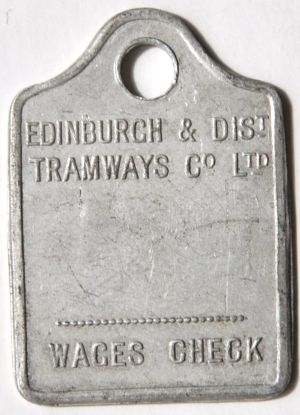 EDINBURGH & DIST
TRAMWAYS Co LTD
WAGES CHECK